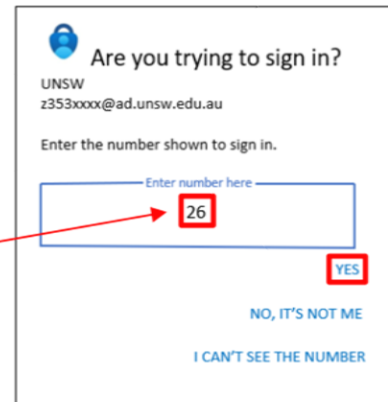 Are you trying to sign in?
UNSW
z353xxxx@ad.unsw.edu.au
Enter the number shown to sign in.
Enter number here
26
YES
NO, IT'S NOT ME
I CAN'T SEE THE NUMBER